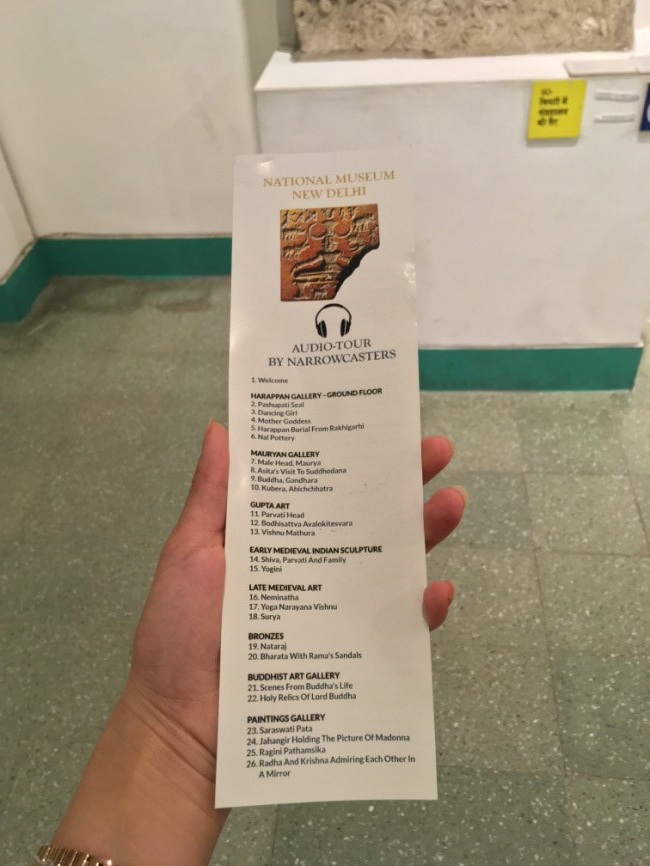 NATIONAL MUSEUM
NEW DELHI
AUDIO-TOUR
BY NARROWCASTERS
1. Welcome
HARAPPAN GALLERY - GROUND FLOOR
2. Pashupati Seal
3. Dancing Girl
4. Mother Goddess
5. Harappan Burial From Rakhigarhi
6. Nal Pottery
MAURYAN GALLERY
7. Male Head, Maurya
8. Asita's Visit To Suddhodana
9. Buddha, Gandhara
10. Kubera, Ahichchhatra
GUPTA ART
11. Parvati Head
12. Bodhisattva Avalokitesvara
13. Vishnu Mathura
EARLY MEDIEVAL INDIAN SCULPTURE
14. Shiva, Parvati And Family
15. Yogini
LATE MEDIEVAL ART
16. Neminatha
17. Yoga Narayana Vishnu
18. Surya
BRONZES
19. Nataraj
20. Bharata With Rama's Sandals
BUDDHIST ART GALLERY
21. Scenes From Buddha's Life
22. Holy Relics Of Lord Buddha
PAINTINGS GALLERY
23. Saraswati Pata
24. Jahangir Holding The Picture Of Madonna
25. Ragini Pathamsika
26. Radha And Krishna Admiring Each Other In
A Mirror
की सैर